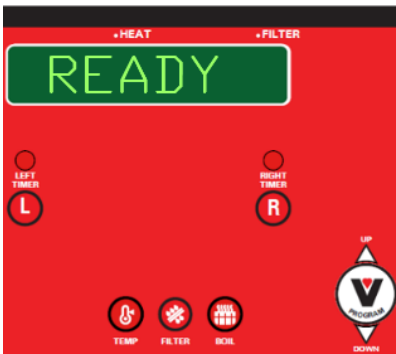 •HEAT •FILTER
READY
LEFT TIMER
RIGHT TIMER
L
R
UP
V
PROGRAM
DOWN
TEMP FILTER BOIL